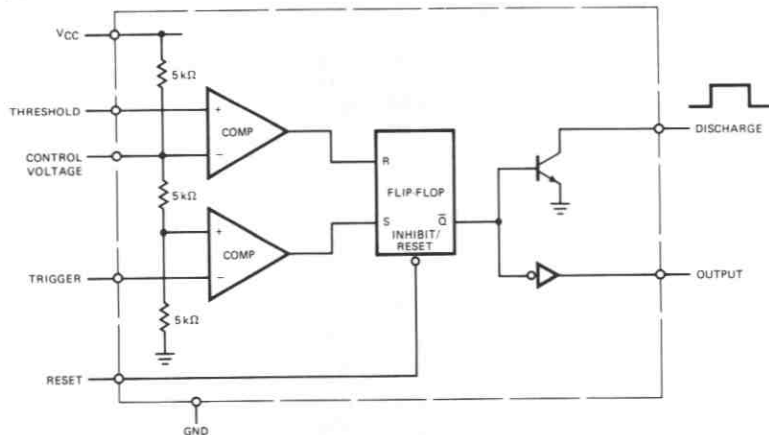 VCC
5 kΩ
THRESHOLD
+
COMP
−
CONTROL
VOLTAGE
5 kΩ
+
COMP
−
TRIGGER
5 kΩ
RESET
GND
R
FLIP-FLOP
S
Q̅
INHIBIT/
RESET
DISCHARGE
OUTPUT